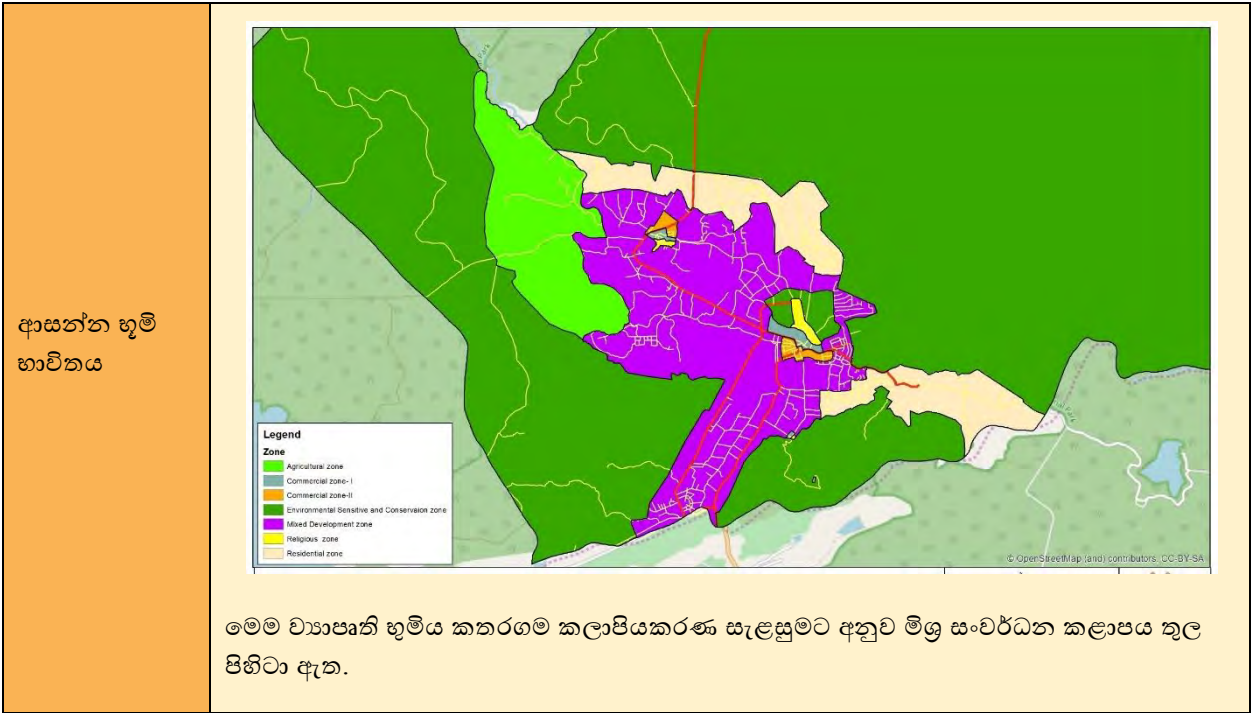 ආසන්න භූමි
භාවිතය
Park
Legend
Zone
Agricultural zone
Commercial zone- I
Commercial zone-II
Environmental Sensitive and Conservaion zone
Mixed Development zone
Religious zone
Residential zone
© OpenStreetMap (and) contributors, CC-BY-SA
මෙම ව්‍යාපෘති භුමිය කතරගම කලාපියකරණ සැළසුමට අනුව මිශ්‍ර සංවර්ධන කළාපය තුල
පිහිටා ඇත.